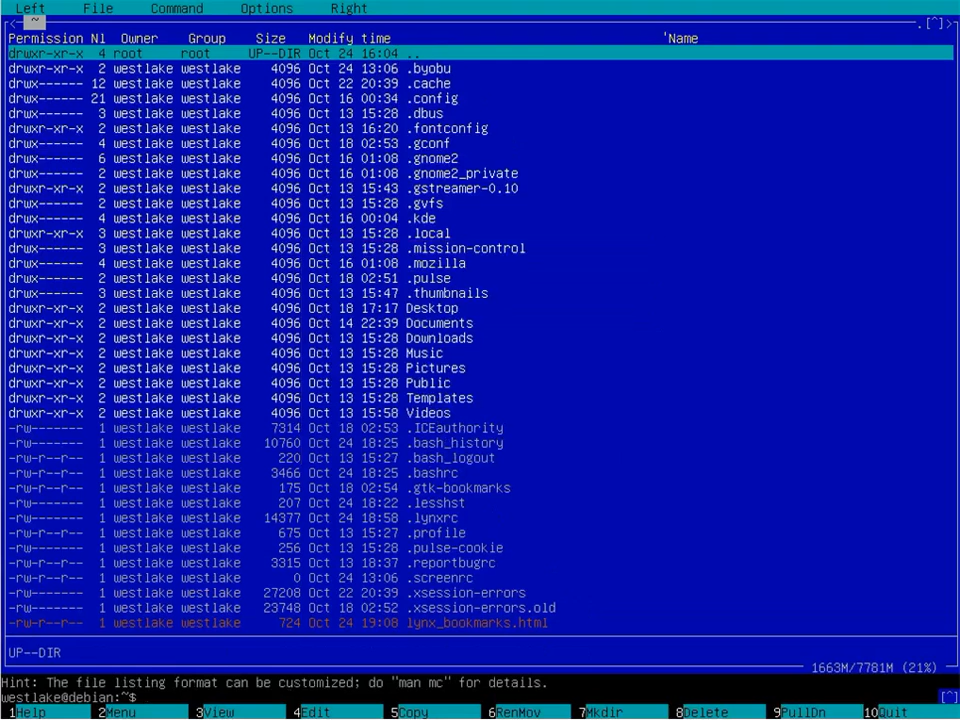 Left File Command Options Right
<─ ~ .[^]>
Permission Nl Owner Group Size Modify time 'Name
drwxr-xr-x 4 root root UP--DIR Oct 24 16:04 ..
drwxr-xr-x 2 westlake westlake 4096 Oct 24 13:06 .byobu
drwx------ 12 westlake westlake 4096 Oct 22 20:39 .cache
drwx------ 21 westlake westlake 4096 Oct 16 00:34 .config
drwx------ 3 westlake westlake 4096 Oct 13 15:28 .dbus
drwxr-xr-x 2 westlake westlake 4096 Oct 13 16:20 .fontconfig
drwx------ 4 westlake westlake 4096 Oct 18 02:53 .gconf
drwx------ 6 westlake westlake 4096 Oct 16 01:08 .gnome2
drwx------ 2 westlake westlake 4096 Oct 16 01:08 .gnome2_private
drwxr-xr-x 2 westlake westlake 4096 Oct 13 15:43 .gstreamer-0.10
drwx------ 2 westlake westlake 4096 Oct 13 15:28 .gvfs
drwx------ 4 westlake westlake 4096 Oct 16 00:04 .kde
drwxr-xr-x 3 westlake westlake 4096 Oct 13 15:28 .local
drwx------ 3 westlake westlake 4096 Oct 13 15:28 .mission-control
drwx------ 4 westlake westlake 4096 Oct 16 01:08 .mozilla
drwx------ 2 westlake westlake 4096 Oct 18 02:51 .pulse
drwx------ 3 westlake westlake 4096 Oct 13 15:47 .thumbnails
drwxr-xr-x 2 westlake westlake 4096 Oct 18 17:17 Desktop
drwxr-xr-x 2 westlake westlake 4096 Oct 14 22:39 Documents
drwxr-xr-x 2 westlake westlake 4096 Oct 13 15:28 Downloads
drwxr-xr-x 2 westlake westlake 4096 Oct 13 15:28 Music
drwxr-xr-x 2 westlake westlake 4096 Oct 13 15:28 Pictures
drwxr-xr-x 2 westlake westlake 4096 Oct 13 15:28 Public
drwxr-xr-x 2 westlake westlake 4096 Oct 13 15:28 Templates
drwxr-xr-x 2 westlake westlake 4096 Oct 13 15:58 Videos
-rw------- 1 westlake westlake 7314 Oct 18 02:53 .ICEauthority
-rw------- 1 westlake westlake 10760 Oct 24 18:25 .bash_history
-rw-r--r-- 1 westlake westlake 220 Oct 13 15:27 .bash_logout
-rw-r--r-- 1 westlake westlake 3466 Oct 24 18:25 .bashrc
-rw-r--r-- 1 westlake westlake 175 Oct 18 02:54 .gtk-bookmarks
-rw------- 1 westlake westlake 207 Oct 24 18:22 .lesshst
-rw-r--r-- 1 westlake westlake 14377 Oct 24 18:58 .lynxrc
-rw-r--r-- 1 westlake westlake 675 Oct 13 15:27 .profile
-rw------- 1 westlake westlake 256 Oct 13 15:28 .pulse-cookie
-rw-r--r-- 1 westlake westlake 3315 Oct 13 18:37 .reportbugrc
-rw-r--r-- 1 westlake westlake 0 Oct 24 13:06 .screenrc
-rw------- 1 westlake westlake 27208 Oct 22 20:39 .xsession-errors
-rw------- 1 westlake westlake 23748 Oct 18 02:52 .xsession-errors.old
-rw-r--r-- 1 westlake westlake 724 Oct 24 19:08 lynx_bookmarks.html
UP--DIR
1663M/7781M (21%)
Hint: The file listing format can be customized; do "man mc" for details.
westlake@debian:~$ [^]
1Help 2Menu 3View 4Edit 5Copy 6RenMov 7Mkdir 8Delete 9PullDn 10Quit